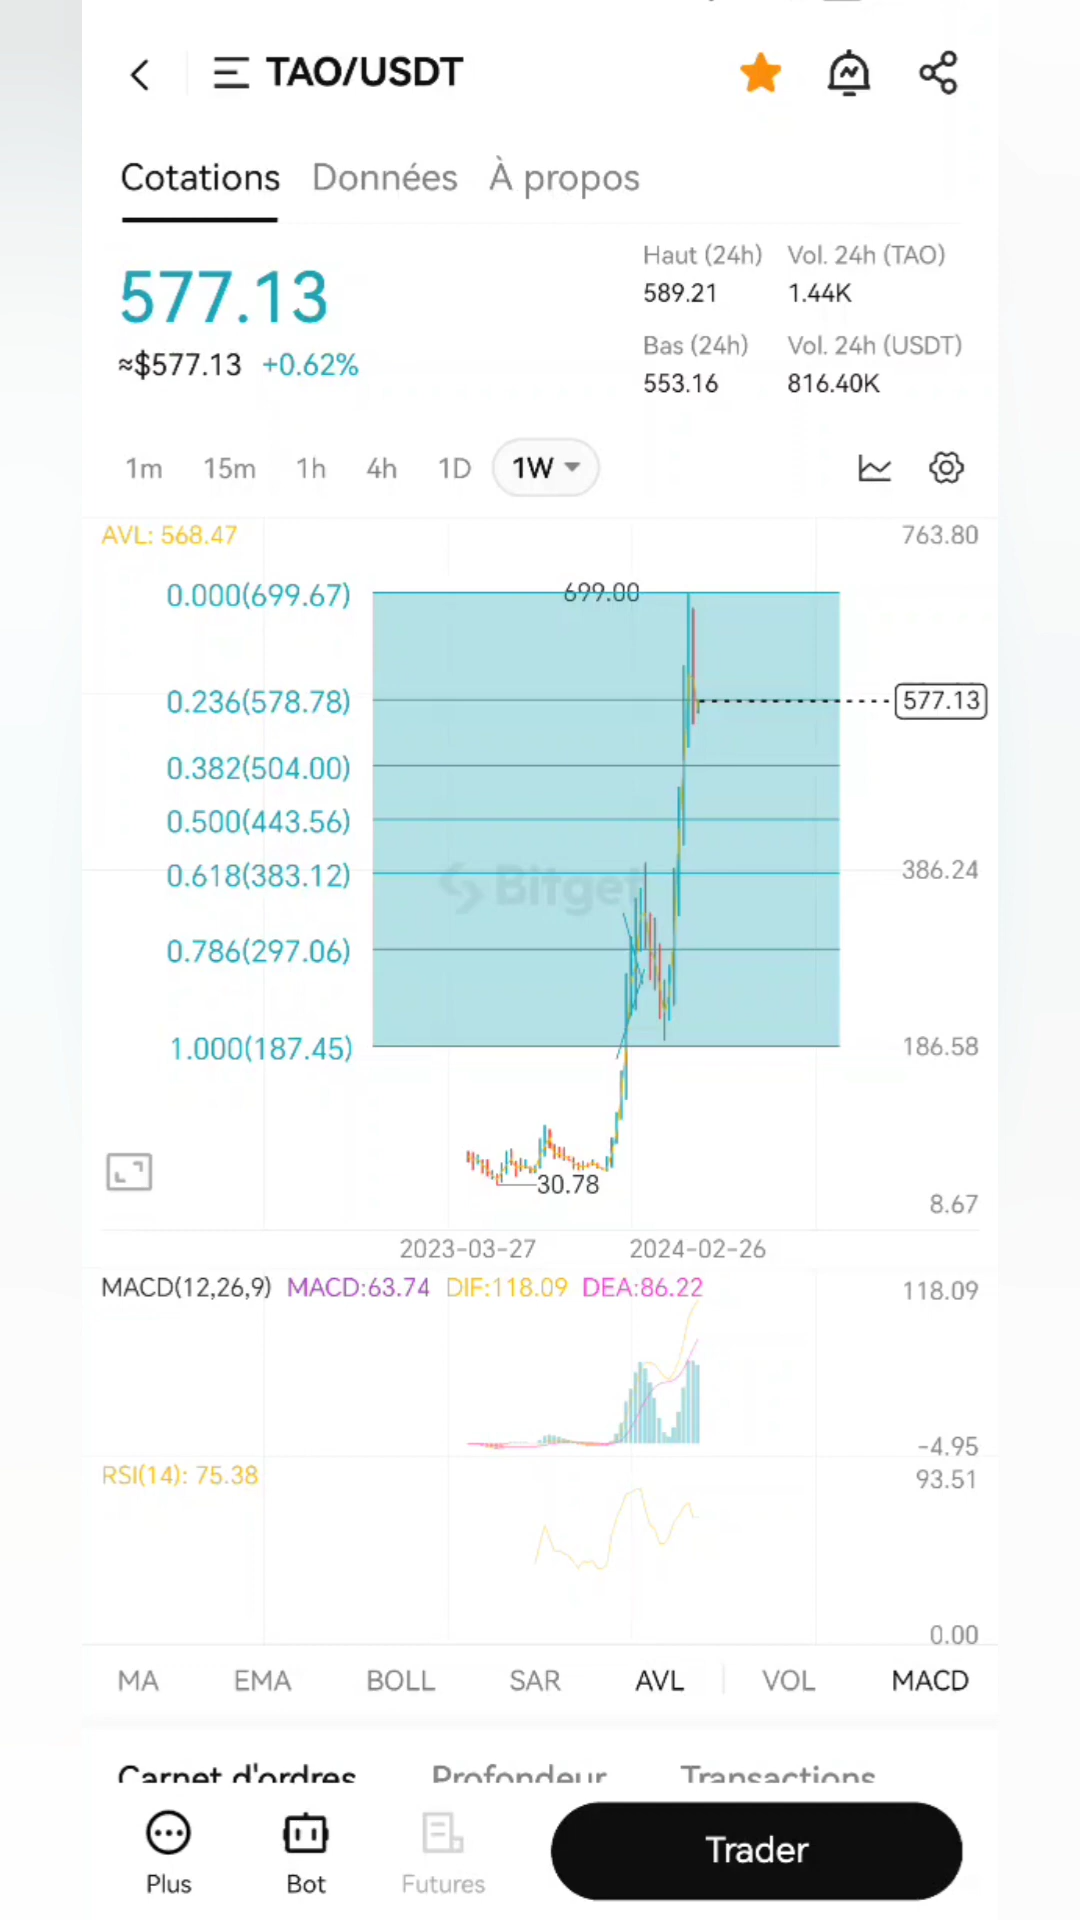 TAO/USDT
Cotations Données À propos
577.13
≈$577.13 +0.62%
Haut (24h) Vol. 24h (TAO)
589.21 1.44K
Bas (24h) Vol. 24h (USDT)
553.16 816.40K
1m 15m 1h 4h 1D 1W
AVL: 568.47 763.80
0.000(699.67) 699.00
0.236(578.78) 577.13
0.382(504.00)
0.500(443.56)
0.618(383.12) 386.24
Bitget
0.786(297.06)
1.000(187.45) 186.58
30.78
8.67
2023-03-27 2024-02-26
MACD(12,26,9) MACD:63.74 DIF:118.09 DEA:86.22 118.09
-4.95
RSI(14): 75.38 93.51
0.00
MA EMA BOLL SAR AVL VOL MACD
Carnet d'ordres Profondeur Transactions
Plus Bot Futures Trader